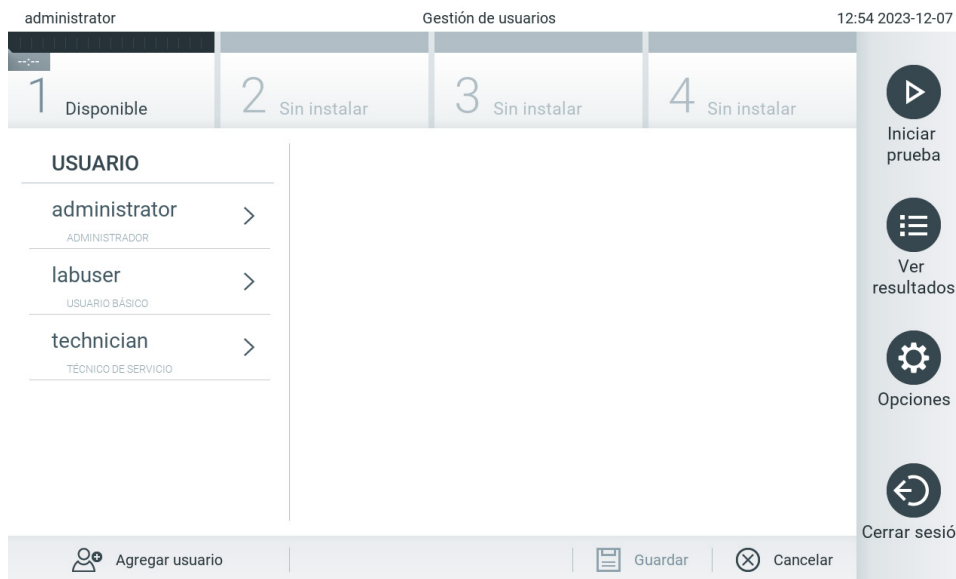 administrator
Gestión de usuarios
12:54 2023-12-07
--:--
1 Disponible
2 Sin instalar
3 Sin instalar
4 Sin instalar
USUARIO
administrator
ADMINISTRADOR
labuser
USUARIO BÁSICO
technician
TÉCNICO DE SERVICIO
Iniciar
prueba
Ver
resultados
Opciones
Cerrar sesió
Agregar usuario
Guardar
Cancelar